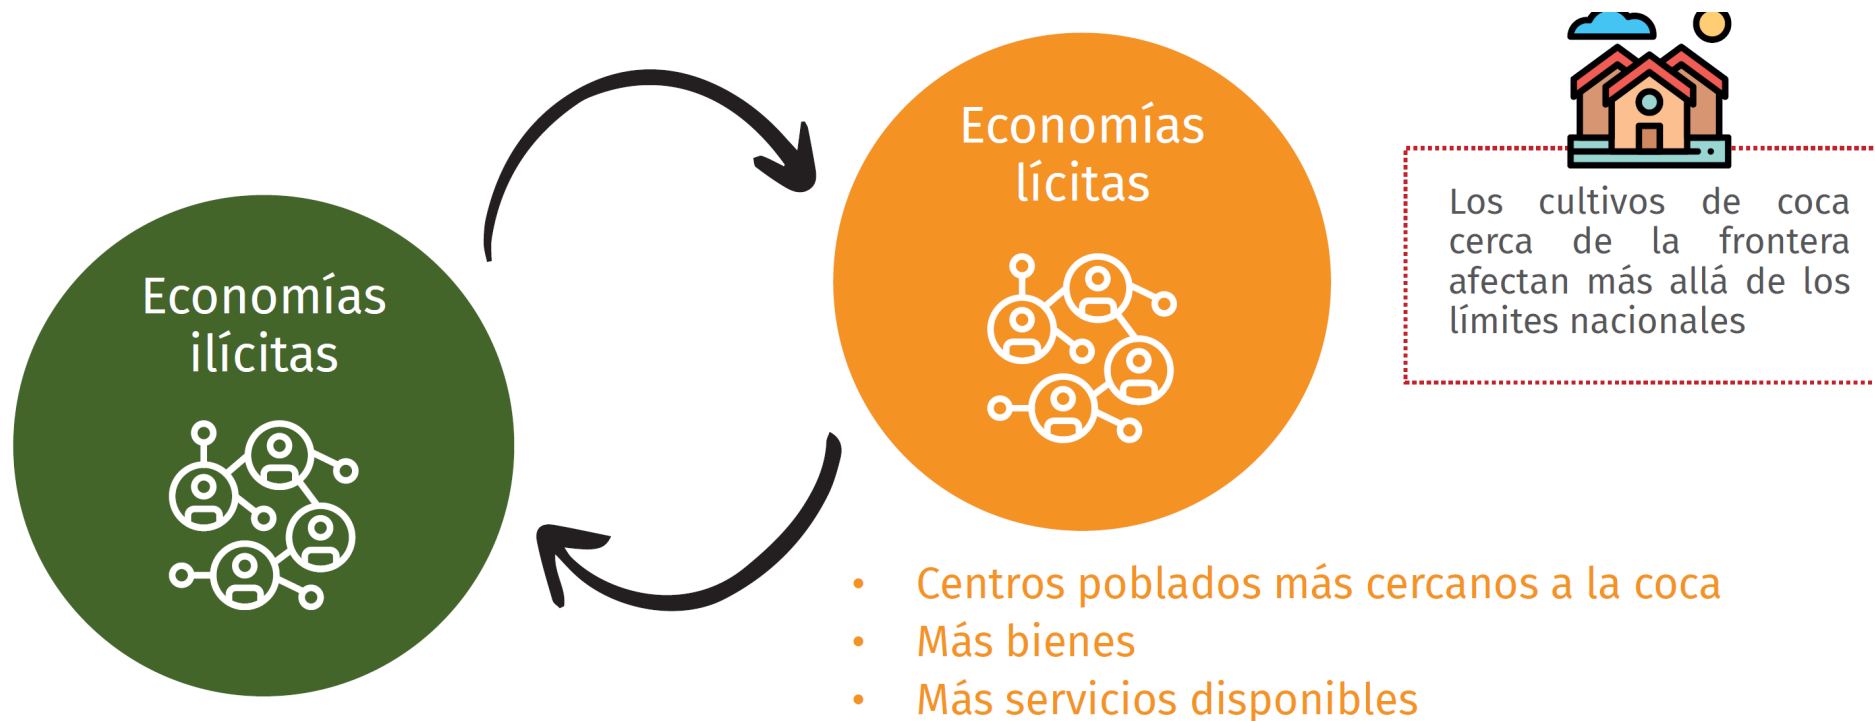 Economías
ilícitas
Economías
lícitas
Los cultivos de coca
cerca de la frontera
afectan más allá de los
límites nacionales
• Centros poblados más cercanos a la coca
• Más bienes
• Más servicios disponibles